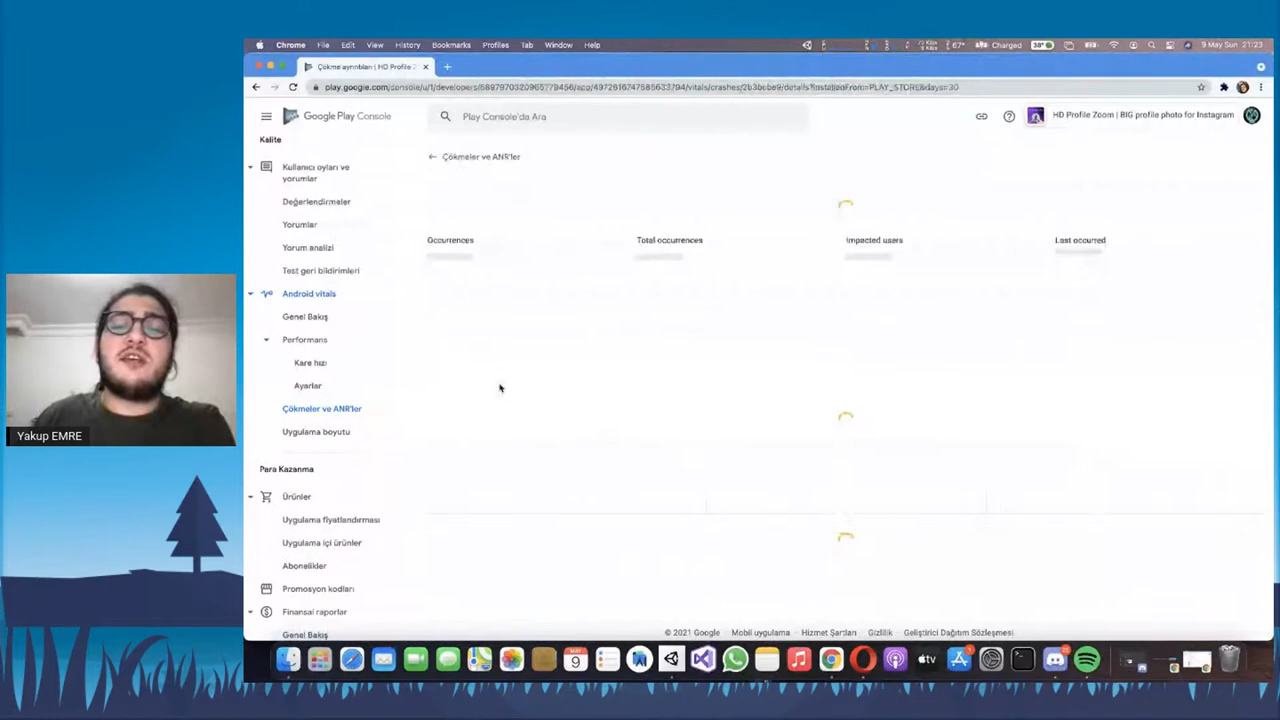 Chrome File Edit View History Bookmarks Profiles Tab Window Help
67° Charged 38° 9 May Sun 21:23
Çökme ayrıntıları | HD Profile Z
Google Play Console
Play Console'da Ara
HD Profile Zoom | BIG profile photo for Instagram
Kalite
Çökmeler ve ANR'ler
Kullanıcı oyları ve
yorumlar
Değerlendirmeler
Yorumlar
Yorum analizi
Test geri bildirimleri
Android vitals
Genel Bakış
Performans
Kare hızı
Ayarlar
Çökmeler ve ANR'ler
Uygulama boyutu
Para Kazanma
Ürünler
Uygulama fiyatlandırması
Uygulama içi ürünler
Abonelikler
Promosyon kodları
Finansal raporlar
Genel Bakış
Occurrences Total occurrences Impacted users Last occurred
© 2021 Google Mobil uygulama Hizmet Şartları Gizlilik Geliştirici Dağıtım Sözleşmesi
Yakup EMRE
MAY
9
tv